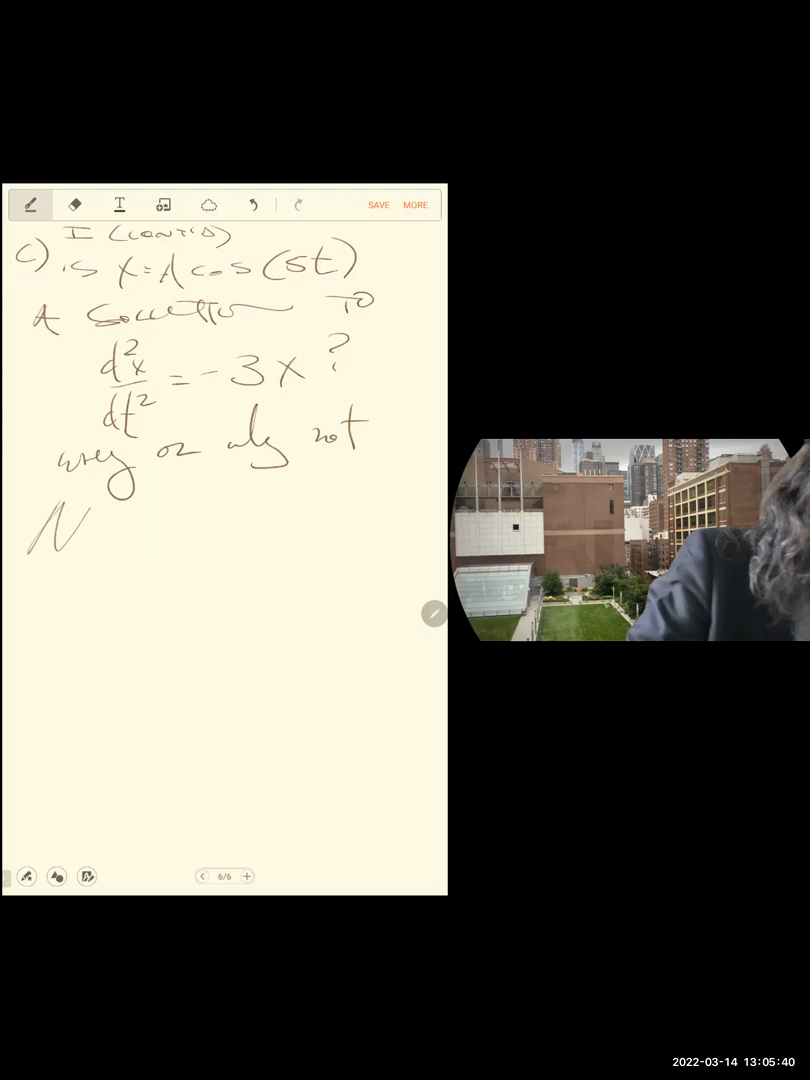 SAVE MORE
I (CONT'D)
c) is x = A cos (5t)
A SOLUTION TO
d²x/dt² = -3x ?
why or why not
N
6/6
2022-03-14 13:05:40